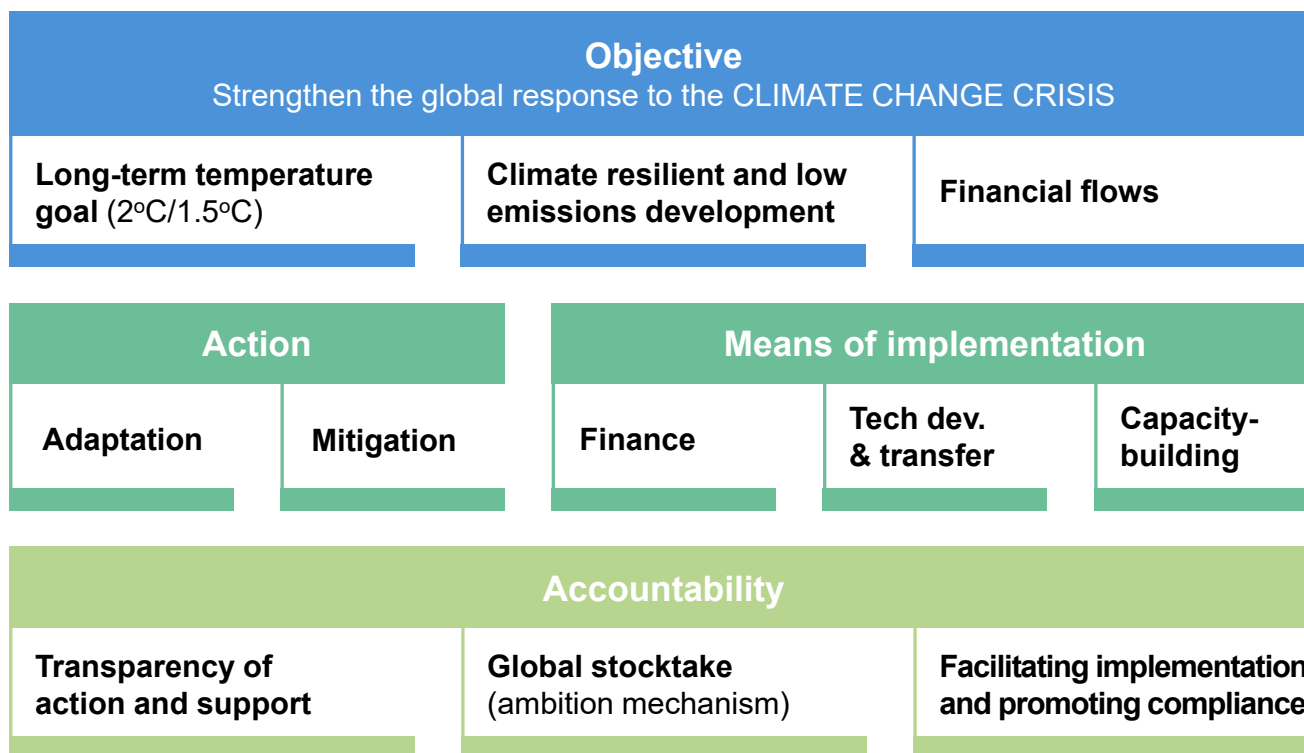 Objective
Strengthen the global response to the CLIMATE CHANGE CRISIS
Long-term temperature
goal (2ºC/1.5ºC)
Climate resilient and low
emissions development
Financial flows
Action
Adaptation
Mitigation
Means of implementation
Finance
Tech dev.
& transfer
Capacity-
building
Accountability
Transparency of
action and support
Global stocktake
(ambition mechanism)
Facilitating implementation
and promoting compliance